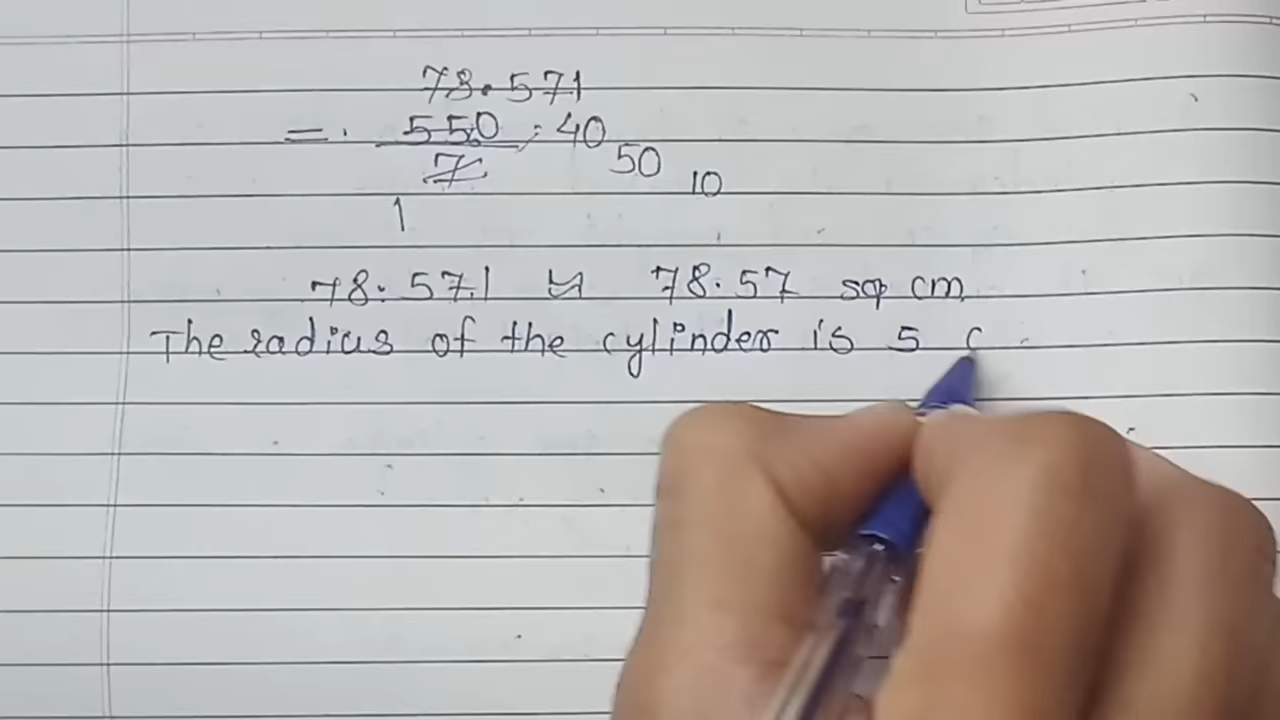 78.571
= . 550 ; 40
50
7
10
1
78.571 ≈ 78.57 sq cm
The radius of the cylinder is 5 c